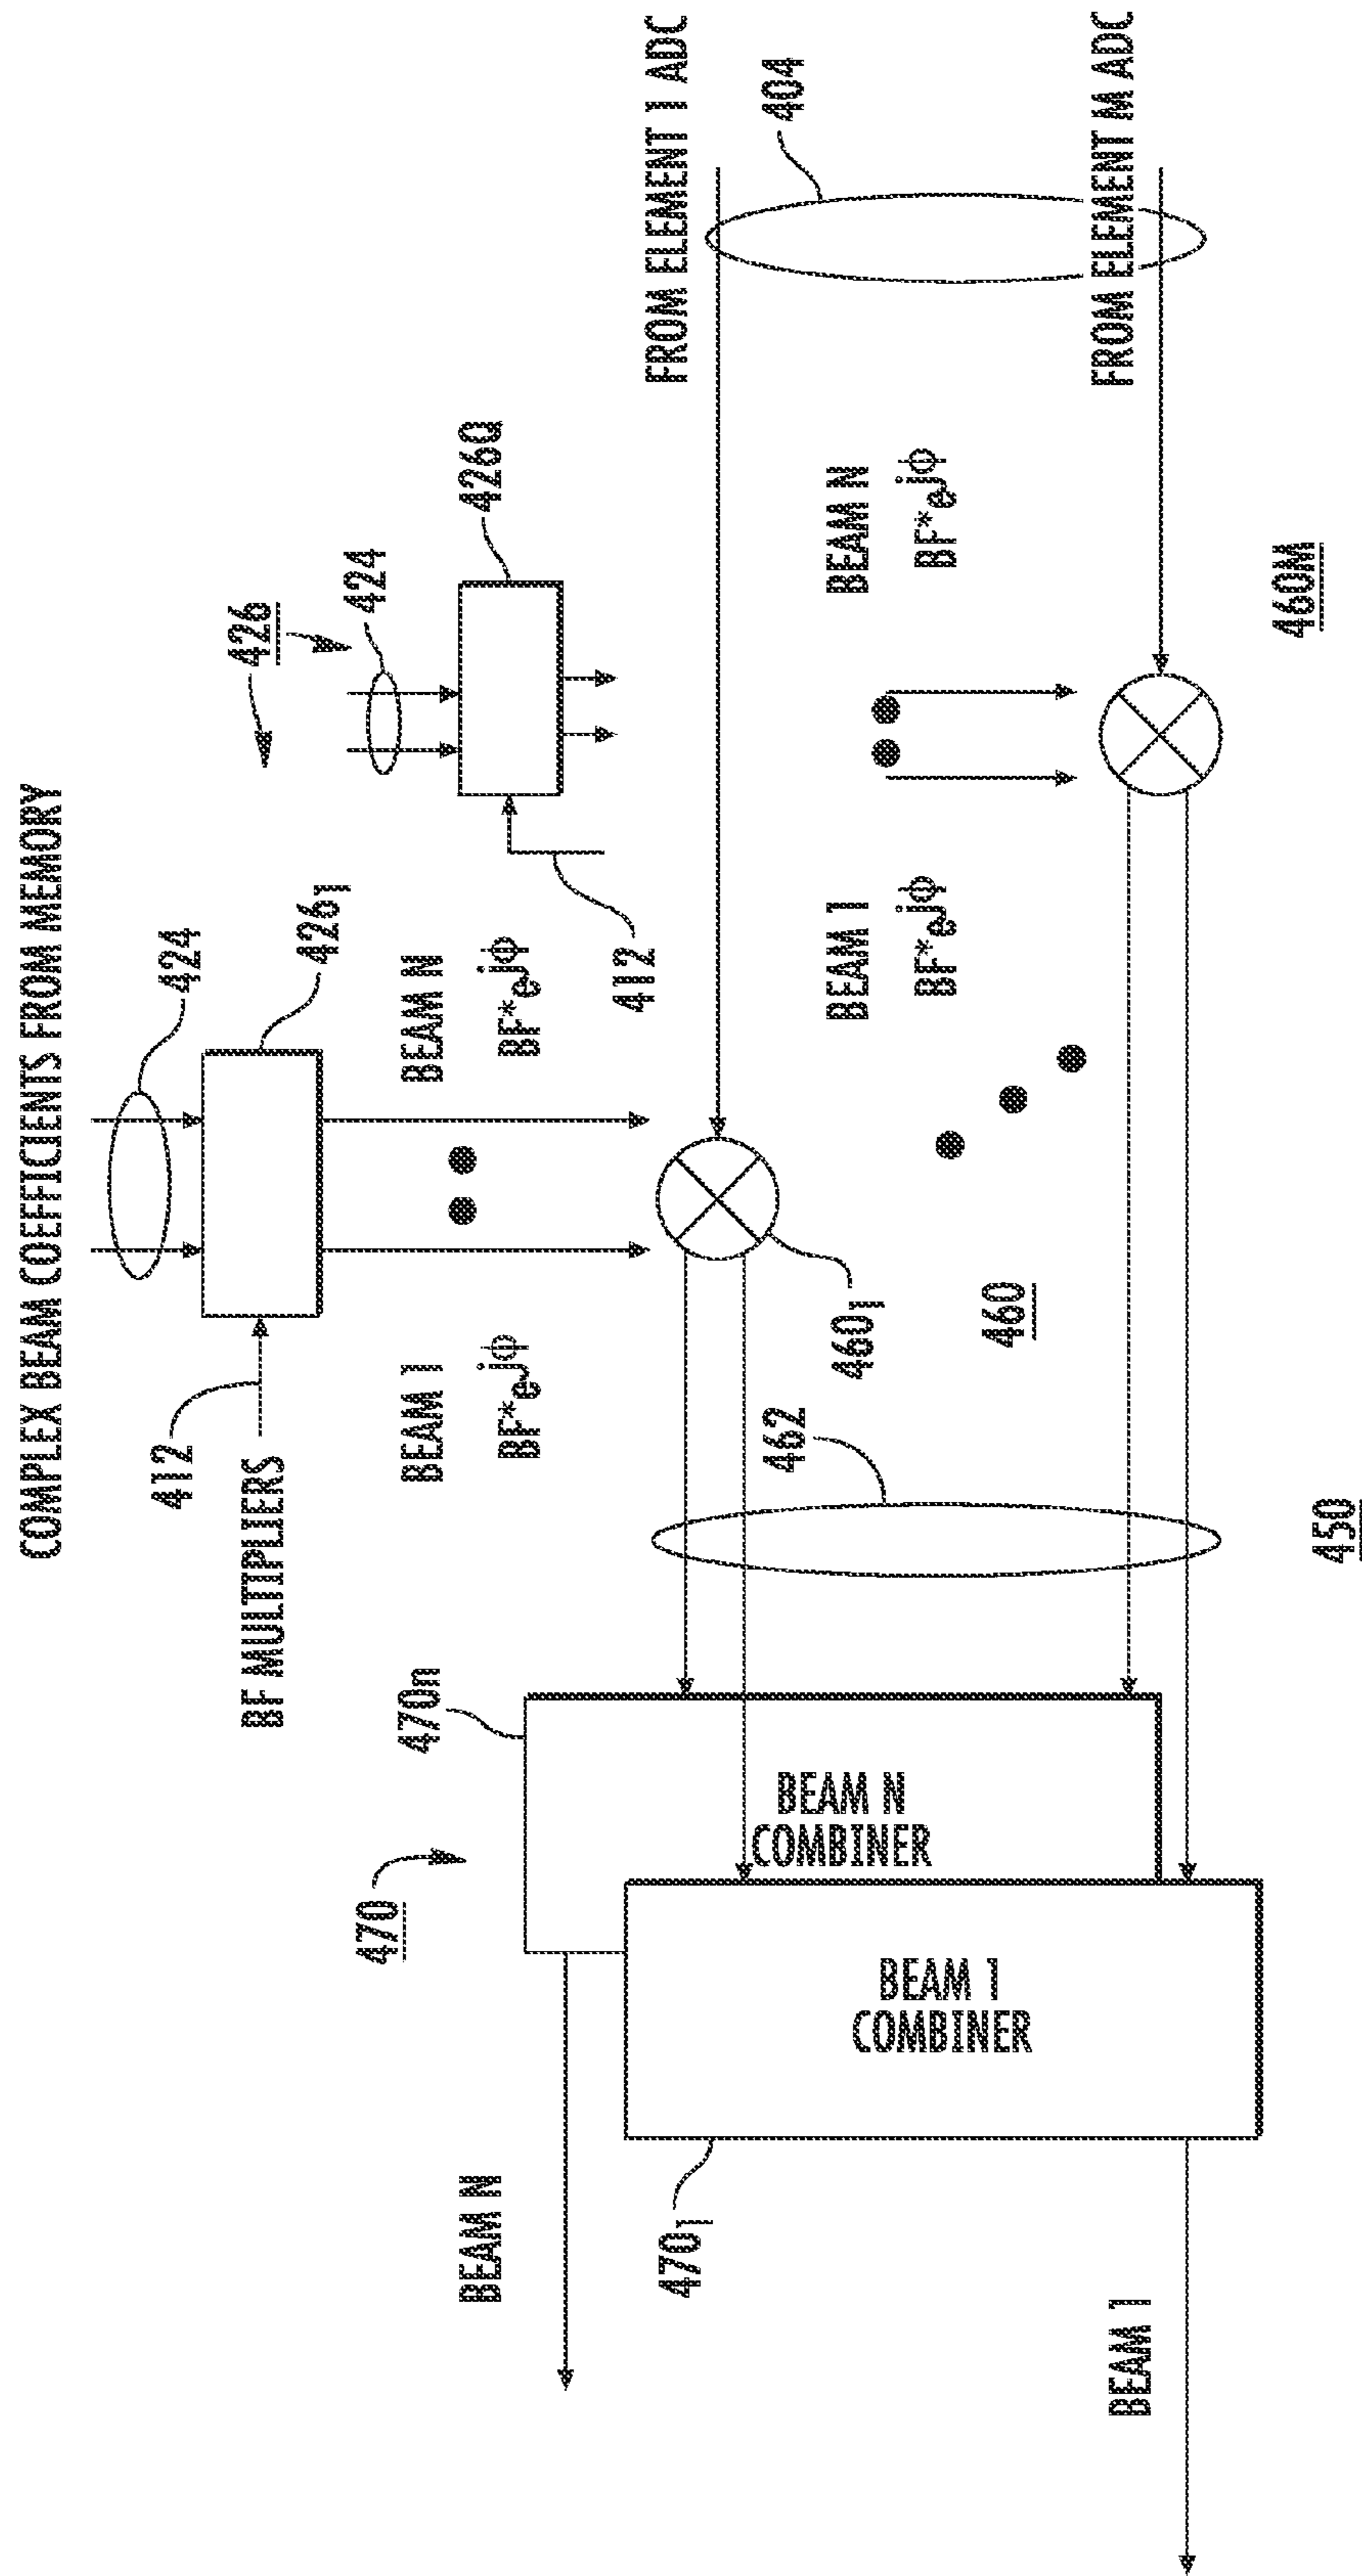 COMPLEX BEAM COEFFICIENTS FROM MEMORY
424
412
BF MULTIPLIERS
426₁
426
424
426Q
412
BEAM 1
BF*e^jϕ
BEAM N
BF*e^jϕ
FROM ELEMENT 1 ADC
404
FROM ELEMENT M ADC
460₁
460
BEAM 1
BF*e^jϕ
BEAM N
BF*e^jϕ
460M
462
450
470
470n
BEAM N
COMBINER
BEAM 1
COMBINER
470₁
BEAM N
BEAM 1